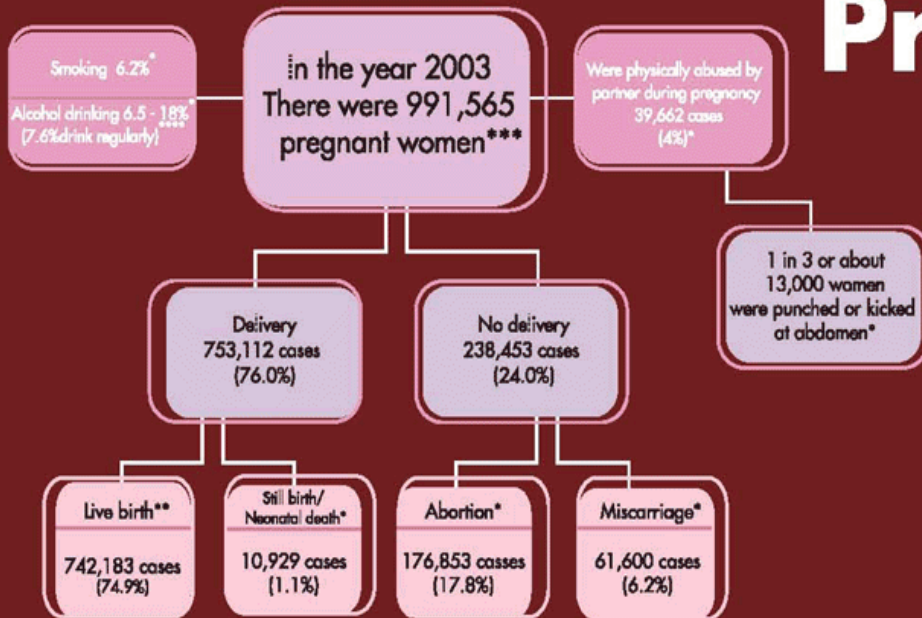 Pr
Smoking 6.2%*
Alcohol drinking 6.5 - 18%*
(7.6%drink regularly)****
in the year 2003
There were 991,565
pregnant women***
Were physically abused by
partner during pregnancy
39,662 cases
(4%)*
1 in 3 or about
13,000 women
were punched or kicked
at abdomen*
Delivery
753,112 cases
(76.0%)
No delivery
238,453 cases
(24.0%)
Live birth**
742,183 cases
(74.9%)
Still birth/
Neonatal death*
10,929 cases
(1.1%)
Abortion*
176,853 casses
(17.8%)
Miscarriage*
61,600 cases
(6.2%)